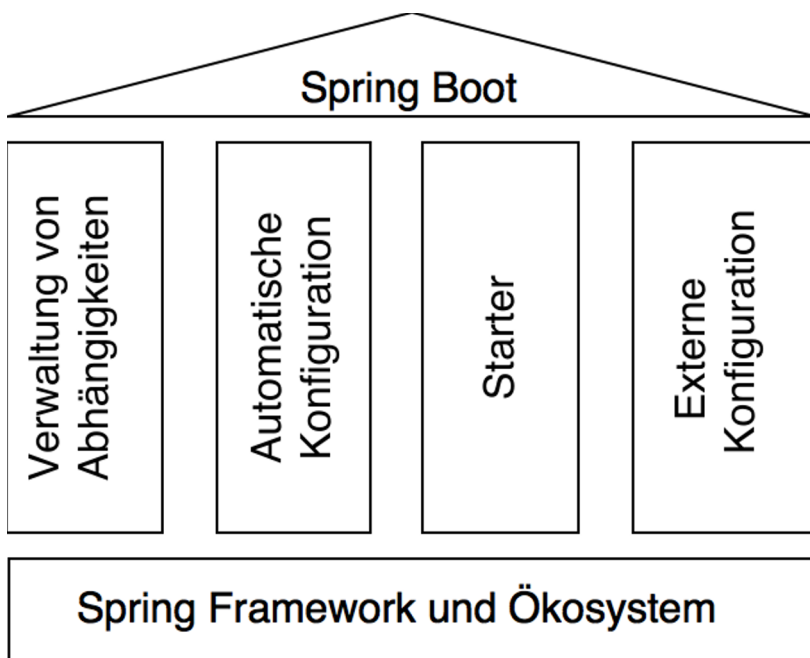 Spring Boot
Verwaltung von
Abhängigkeiten
Automatische
Konfiguration
Starter
Externe
Konfiguration
Spring Framework und Ökosystem